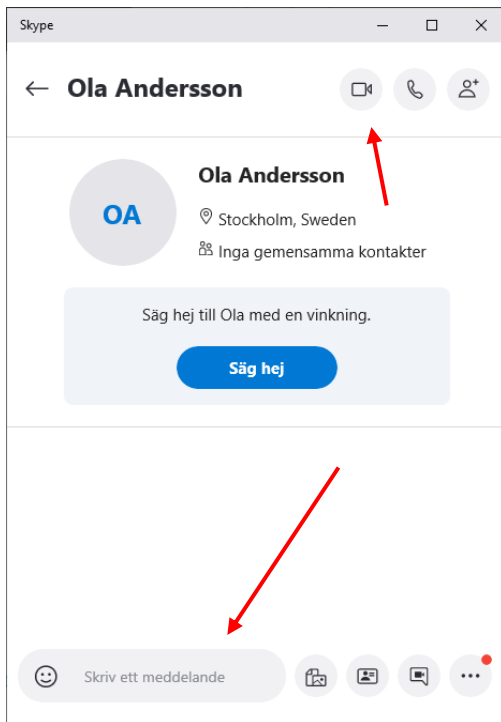 Skype
Ola Andersson
OA
Ola Andersson
Stockholm, Sweden
Inga gemensamma kontakter
Säg hej till Ola med en vinkning.
Säg hej
Skriv ett meddelande